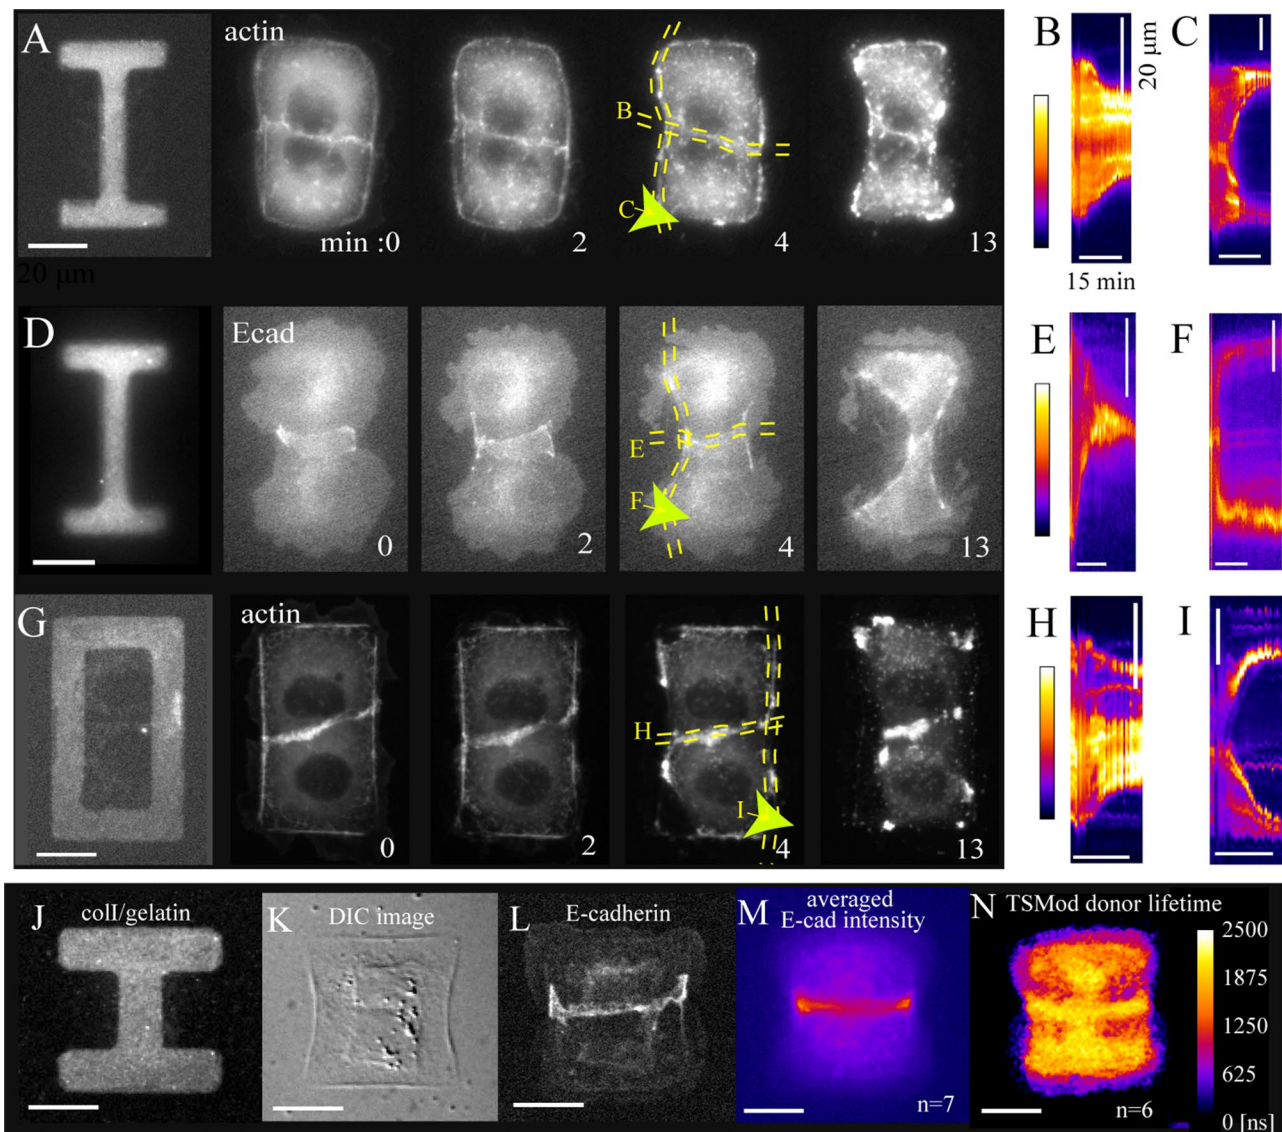 A
actin
min :0
2
B
C
4
13
20 μm
B
15 min
20 μm
C
D
Ecad
0
2
E
F
4
13
E
F
G
actin
0
2
H
I
4
13
H
I
J
colI/gelatin
K
DIC image
L
E-cadherin
M
averaged
E-cad intensity
n=7
N
TSMod donor lifetime
n=6
2500
1875
1250
625
0 [ns]